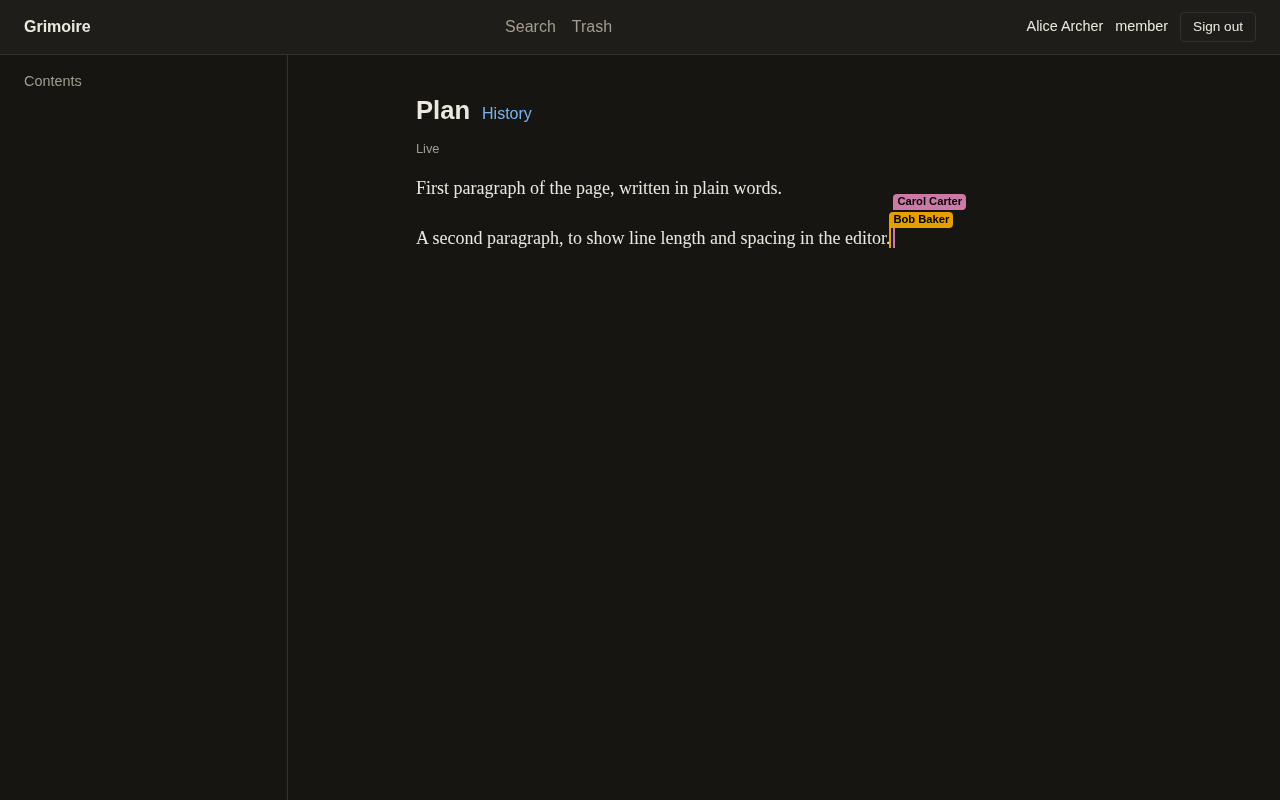 Grimoire
Search Trash
Alice Archer member Sign out
Contents
Plan History
Live
First paragraph of the page, written in plain words.
Carol Carter
Bob Baker
A second paragraph, to show line length and spacing in the editor.